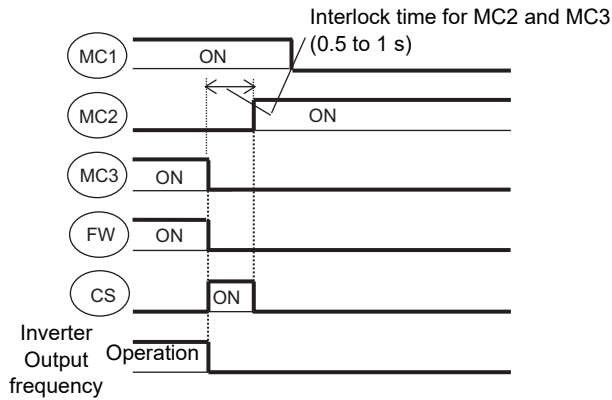 Interlock time for MC2 and MC3
(0.5 to 1 s)
MC1
ON
MC2
ON
MC3
ON
FW
ON
CS
ON
Inverter
Output
frequency
Operation